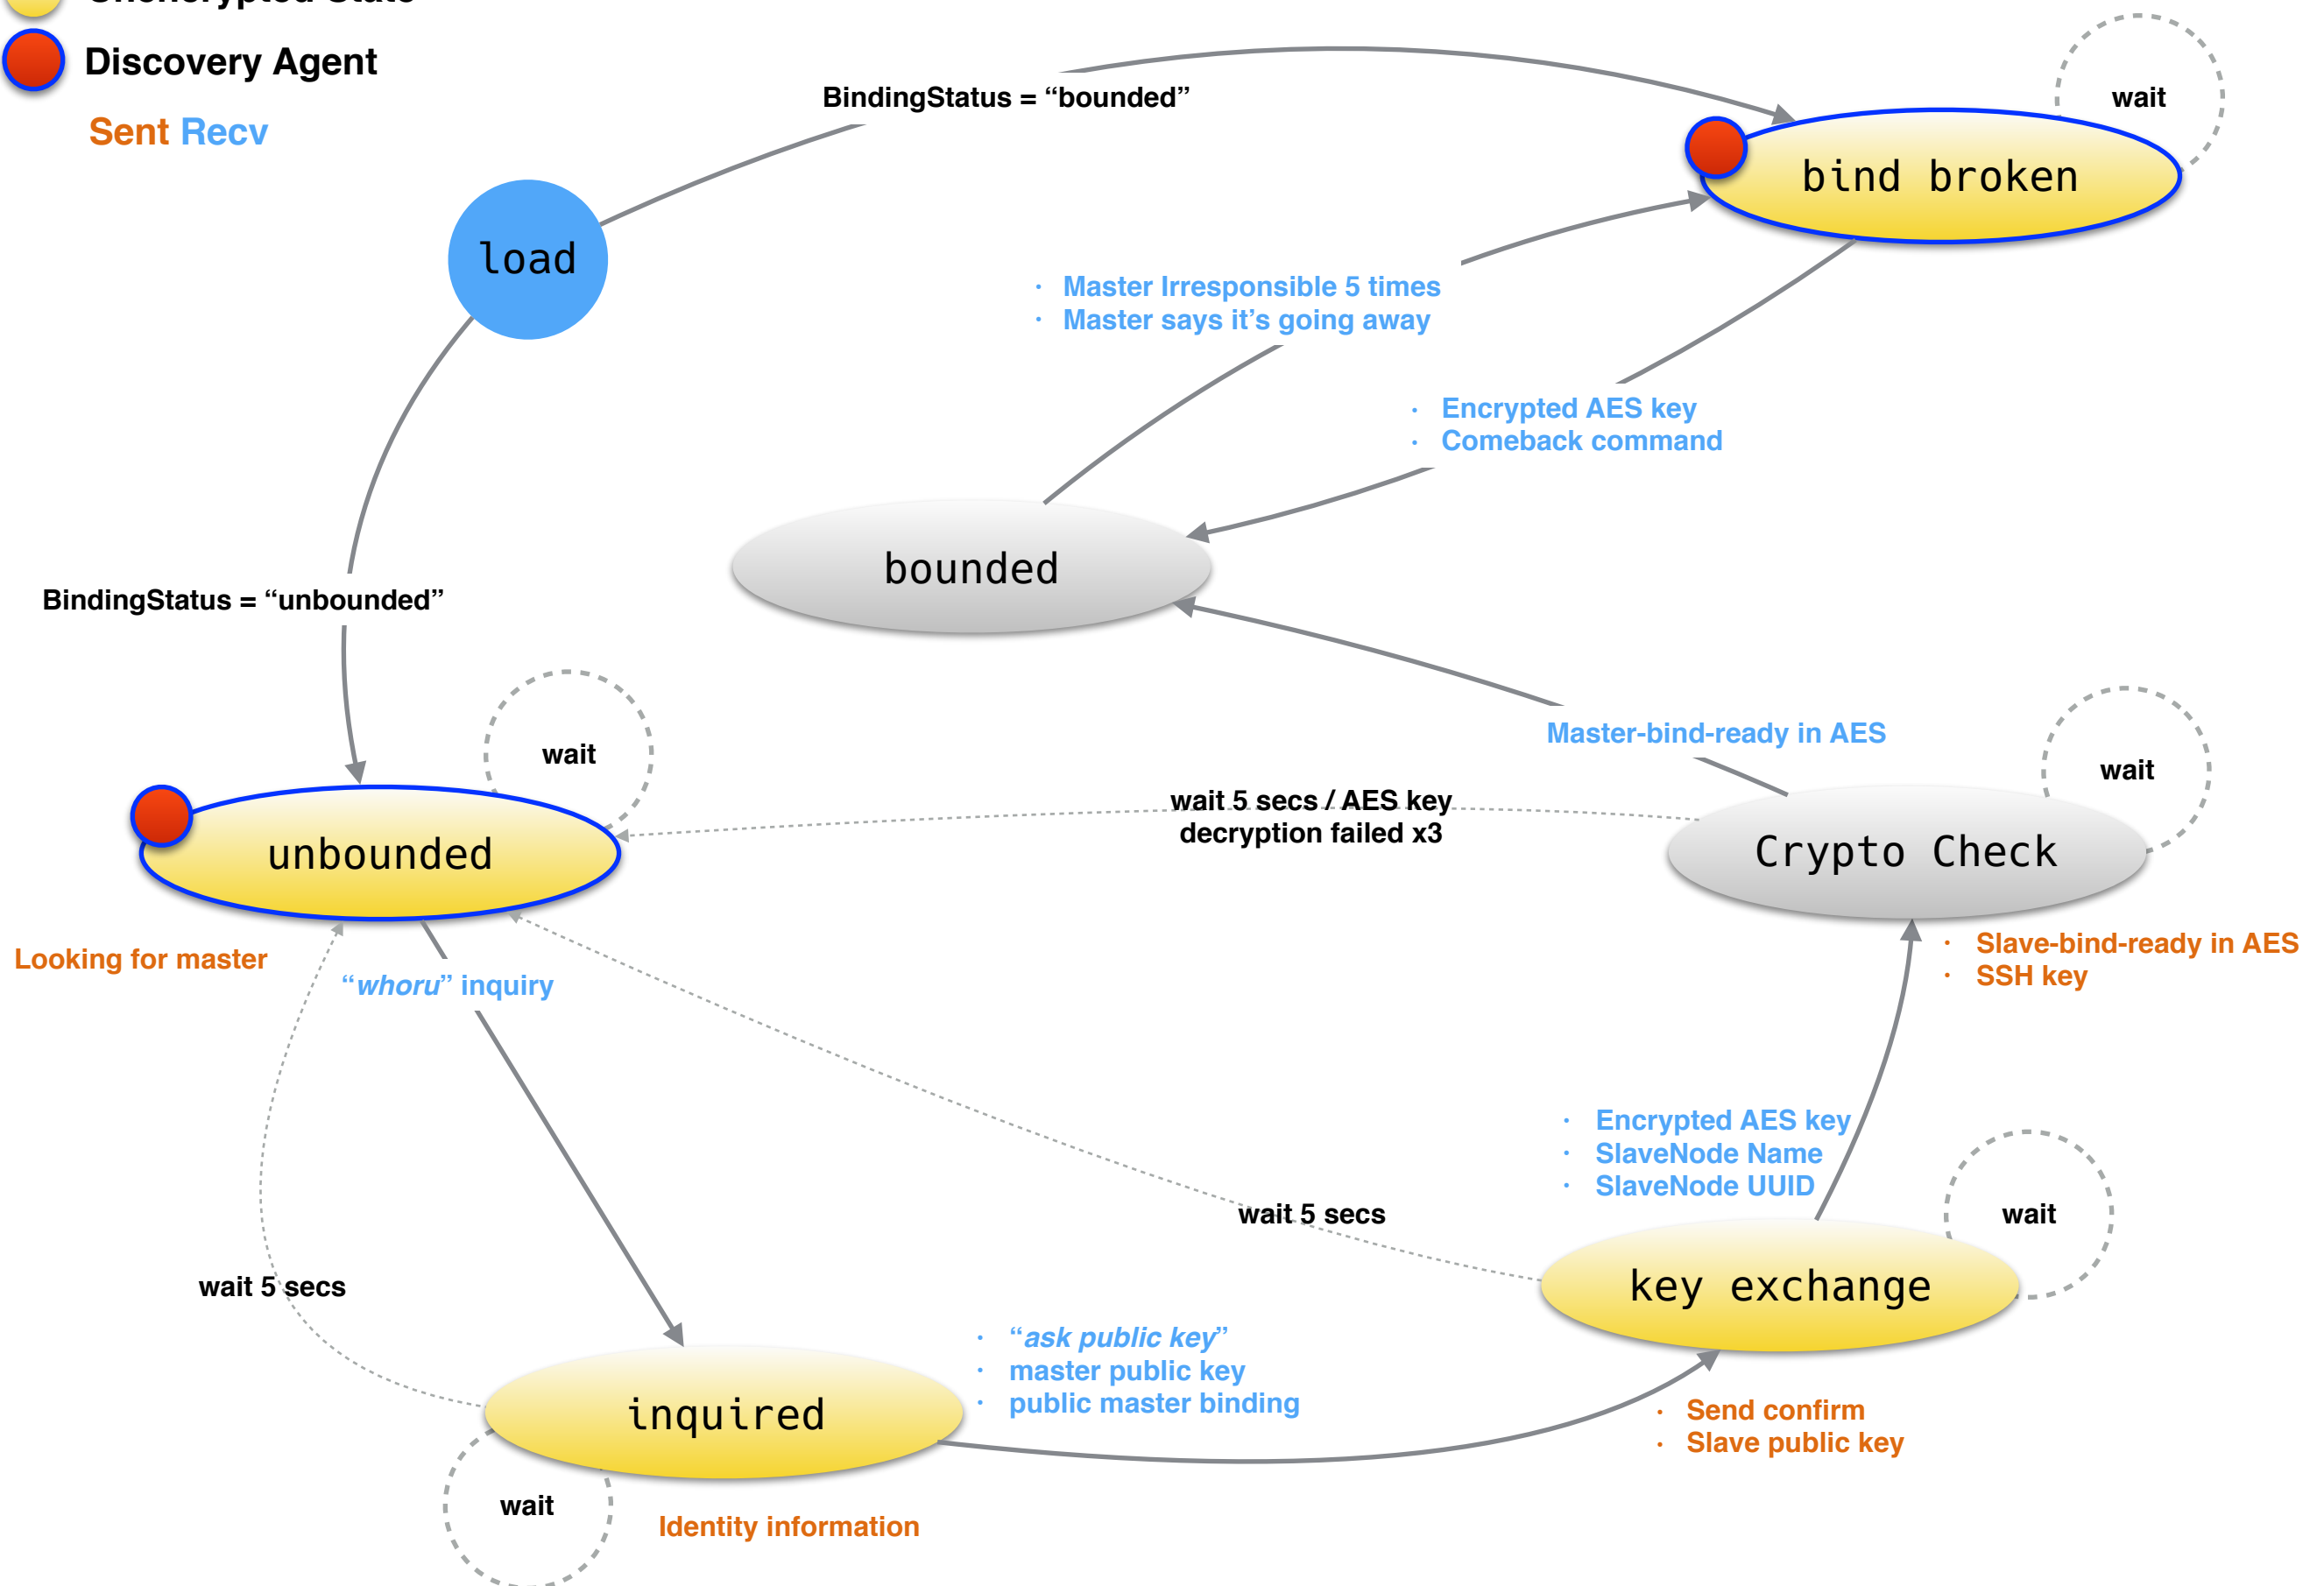 Unencrypted State
Discovery Agent
Sent Recv
BindingStatus = “bounded”
wait
bind broken
load
· Master Irresponsible 5 times
· Master says it’s going away
· Encrypted AES key
· Comeback command
bounded
BindingStatus = “unbounded”
wait
Master-bind-ready in AES
wait
wait 5 secs / AES key
decryption failed x3
unbounded
Crypto Check
Looking for master
“whoru” inquiry
· Slave-bind-ready in AES
· SSH key
· Encrypted AES key
· SlaveNode Name
· SlaveNode UUID
wait 5 secs
wait
wait 5 secs
key exchange
· “ask public key”
· master public key
· public master binding
inquired
· Send confirm
· Slave public key
wait
Identity information